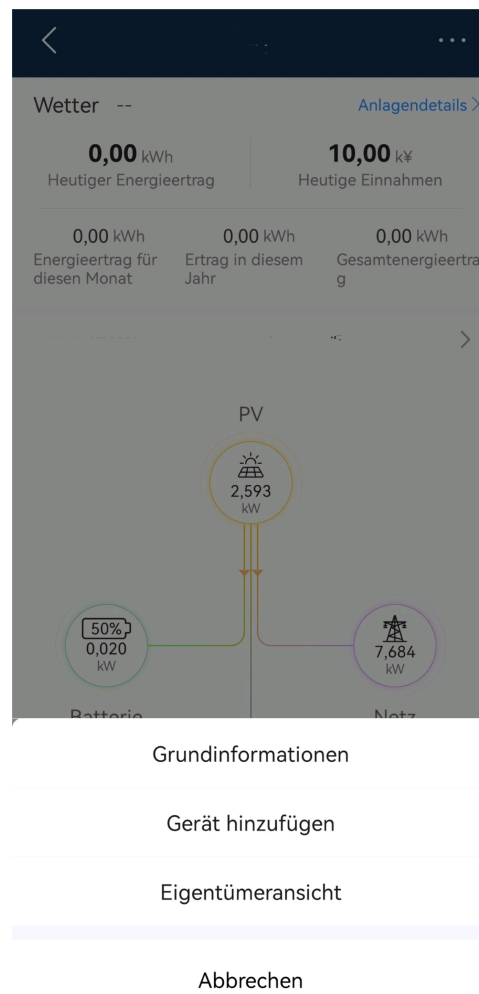 Wetter --
Anlagendetails
0,00 kWh
10,00 k¥
Heutiger Energieertrag
Heutige Einnahmen
0,00 kWh
0,00 kWh
0,00 kWh
Energieertrag für
diesen Monat
Ertrag in diesem
Jahr
Gesamtenergieertra
g
PV
2,593
kW
50%
0,020
kW
7,684
kW
Batterie
Netz
Grundinformationen
Gerät hinzufügen
Eigentümeransicht
Abbrechen